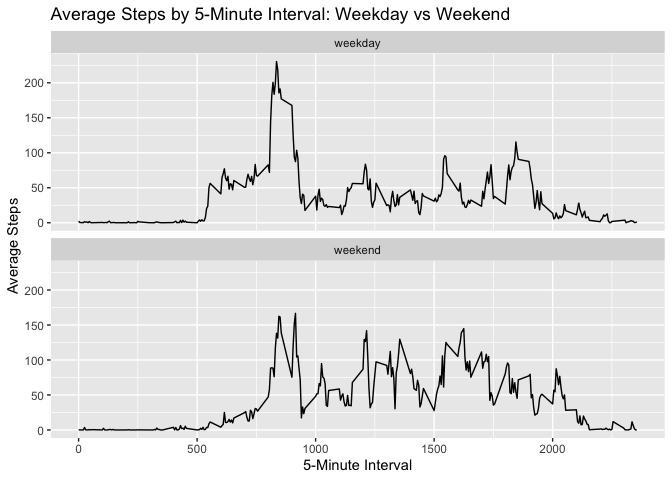 Average Steps by 5-Minute Interval: Weekday vs Weekend
weekday
200
150
100
50
0
weekend
200
150
100
50
0
Average Steps
0 500 1000 1500 2000
5-Minute Interval